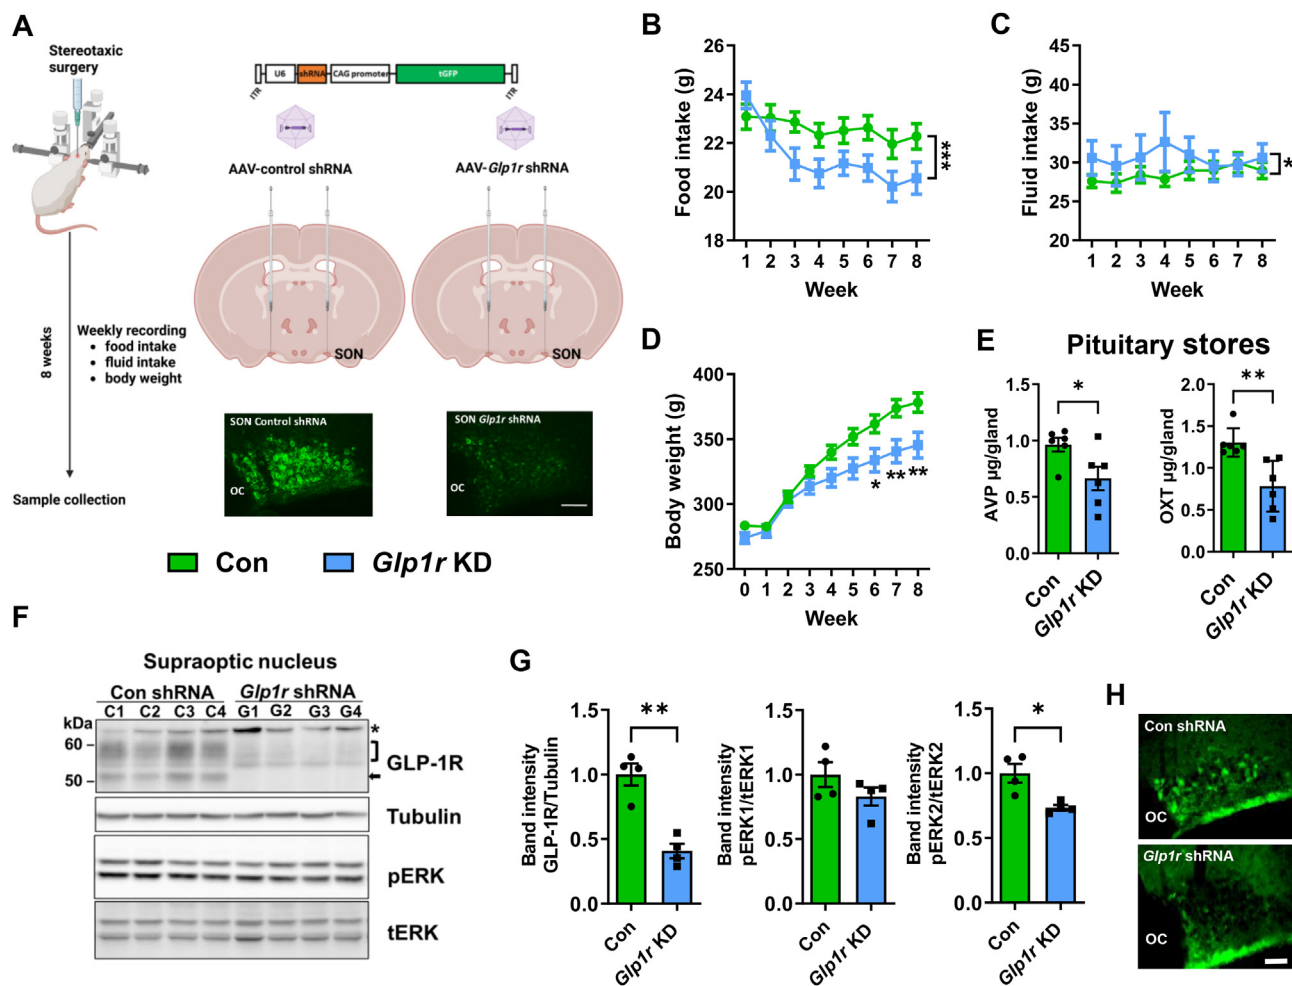 A
Stereotaxic
surgery
ITR
U6
shRNA
CAG promoter
tGFP
ITR
AAV-control shRNA
AAV-Glp1r shRNA
SON
SON
8 weeks
Weekly recording
• food intake
• fluid intake
• body weight
Sample collection
SON Control shRNA
OC
SON Glp1r shRNA
OC
Con
Glp1r KD
B
Food intake (g)
26
24
22
20
18
1 2 3 4 5 6 7 8
Week
***
C
Fluid intake (g)
45
40
35
30
25
20
1 2 3 4 5 6 7 8
Week
*
D
Body weight (g)
400
350
300
250
0 1 2 3 4 5 6 7 8
Week
* ** **
E
Pituitary stores
AVP µg/gland
1.5
1.0
0.5
0.0
*
Con
Glp1r KD
OXT µg/gland
2.0
1.5
1.0
0.5
0.0
**
Con
Glp1r KD
F
Supraoptic nucleus
Con shRNA Glp1r shRNA
C1 C2 C3 C4 G1 G2 G3 G4
kDa
60
50
*
GLP-1R
Tubulin
pERK
tERK
G
Band intensity
GLP-1R/Tubulin
1.5
1.0
0.5
0.0
**
Con
Glp1r KD
Band intensity
pERK1/tERK1
1.5
1.0
0.5
0.0
Con
Glp1r KD
Band intensity
pERK2/tERK2
1.5
1.0
0.5
0.0
*
Con
Glp1r KD
H
Con shRNA
OC
Glp1r shRNA
OC